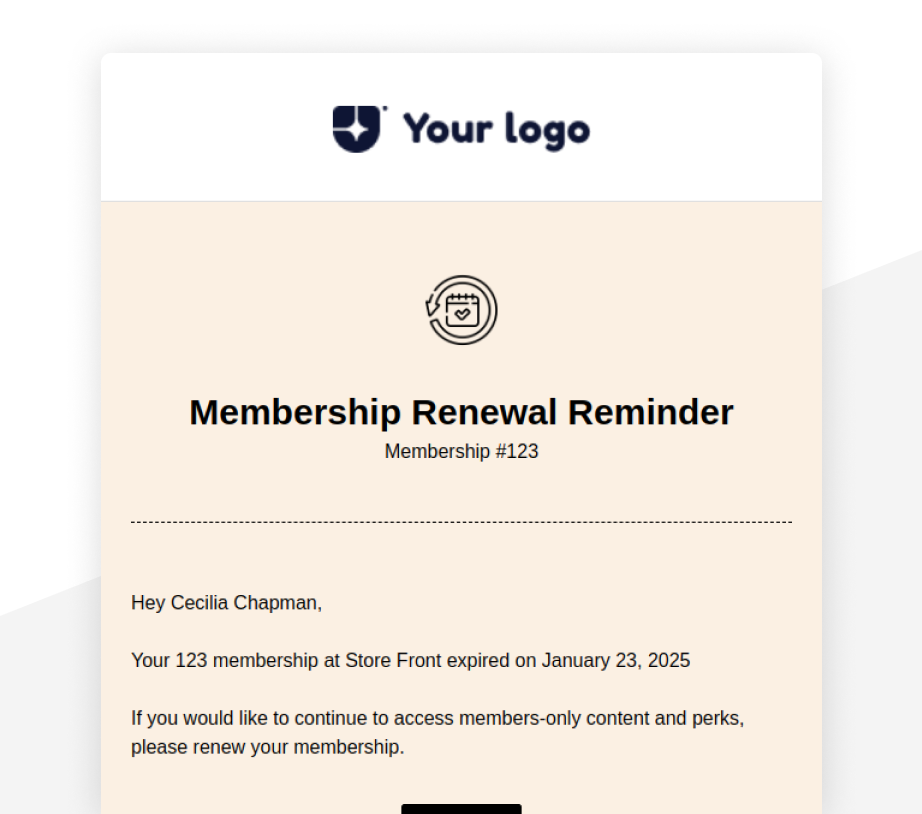 Your logo
Membership Renewal Reminder
Membership #123
Hey Cecilia Chapman,
Your 123 membership at Store Front expired on January 23, 2025
If you would like to continue to access members-only content and perks,
please renew your membership.